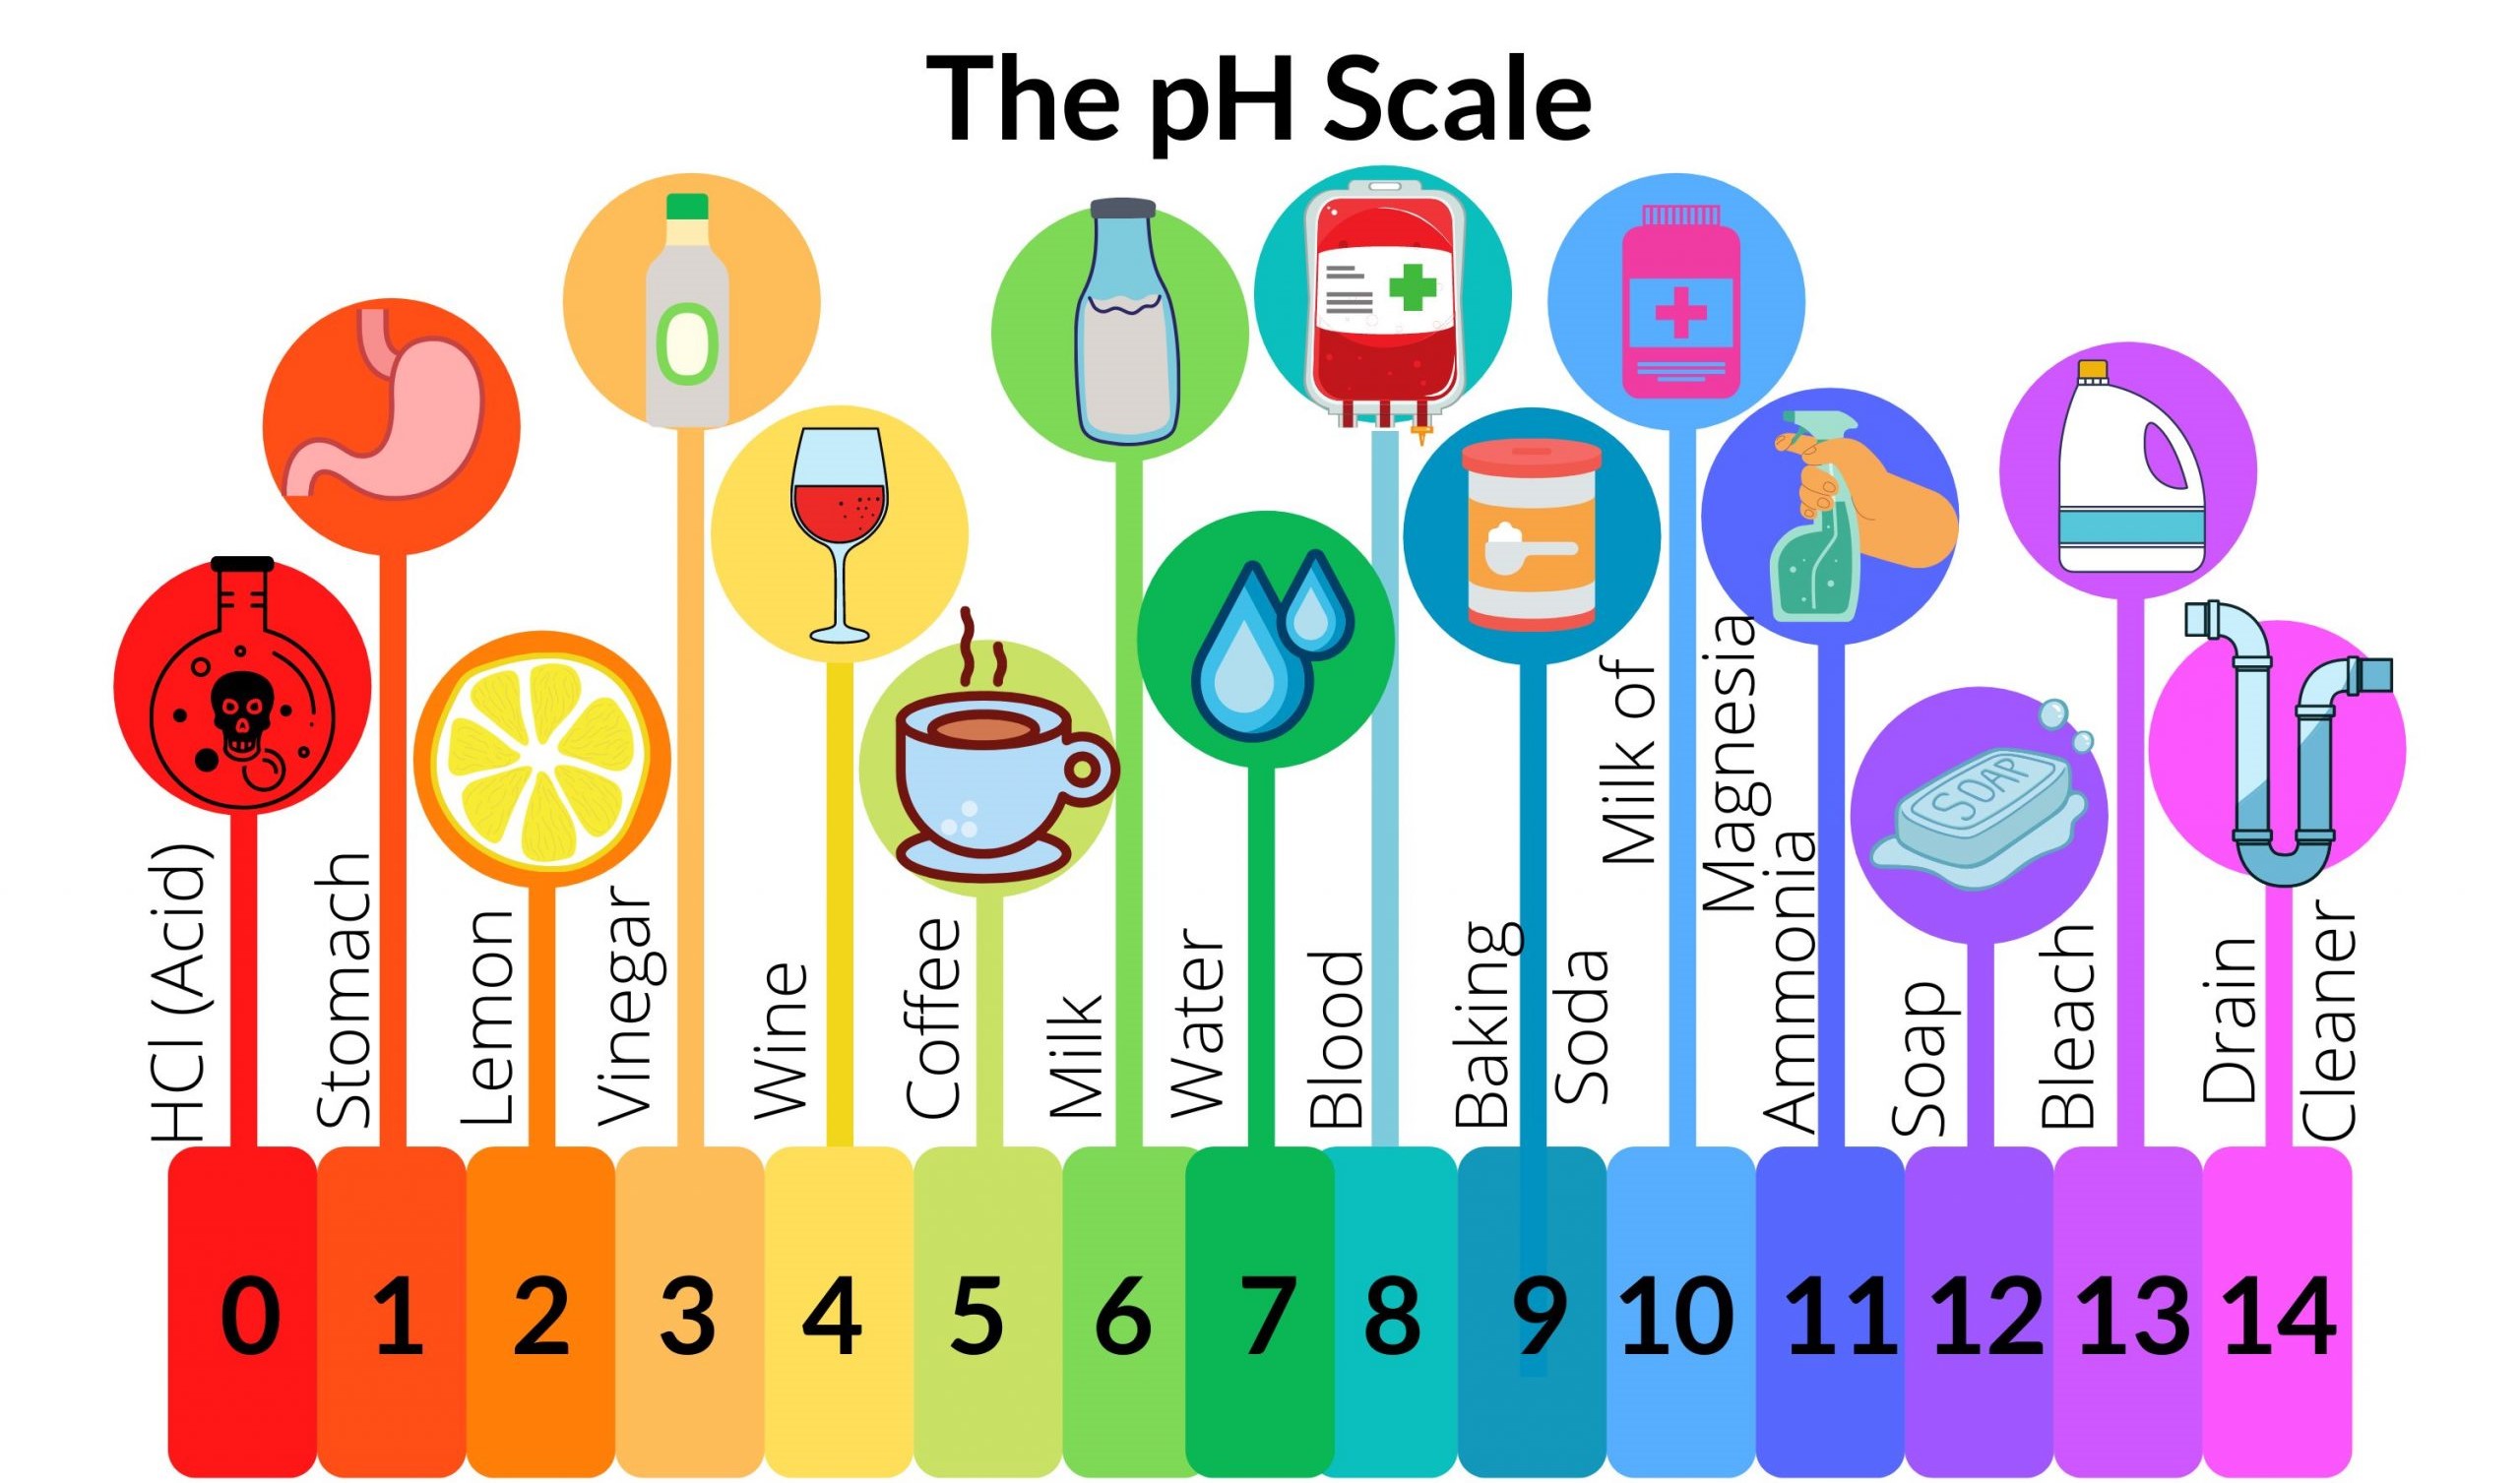 The pH Scale
HCl (Acid)
Stomach
Lemon
Vinegar
Wine
Coffee
Milk
Water
Blood
Baking
Soda
Milk of
Magnesia
Ammonia
Soap
SOAP
Bleach
Drain
Cleaner
0
1
2
3
4
5
6
7
8
9
10
11
12
13
14